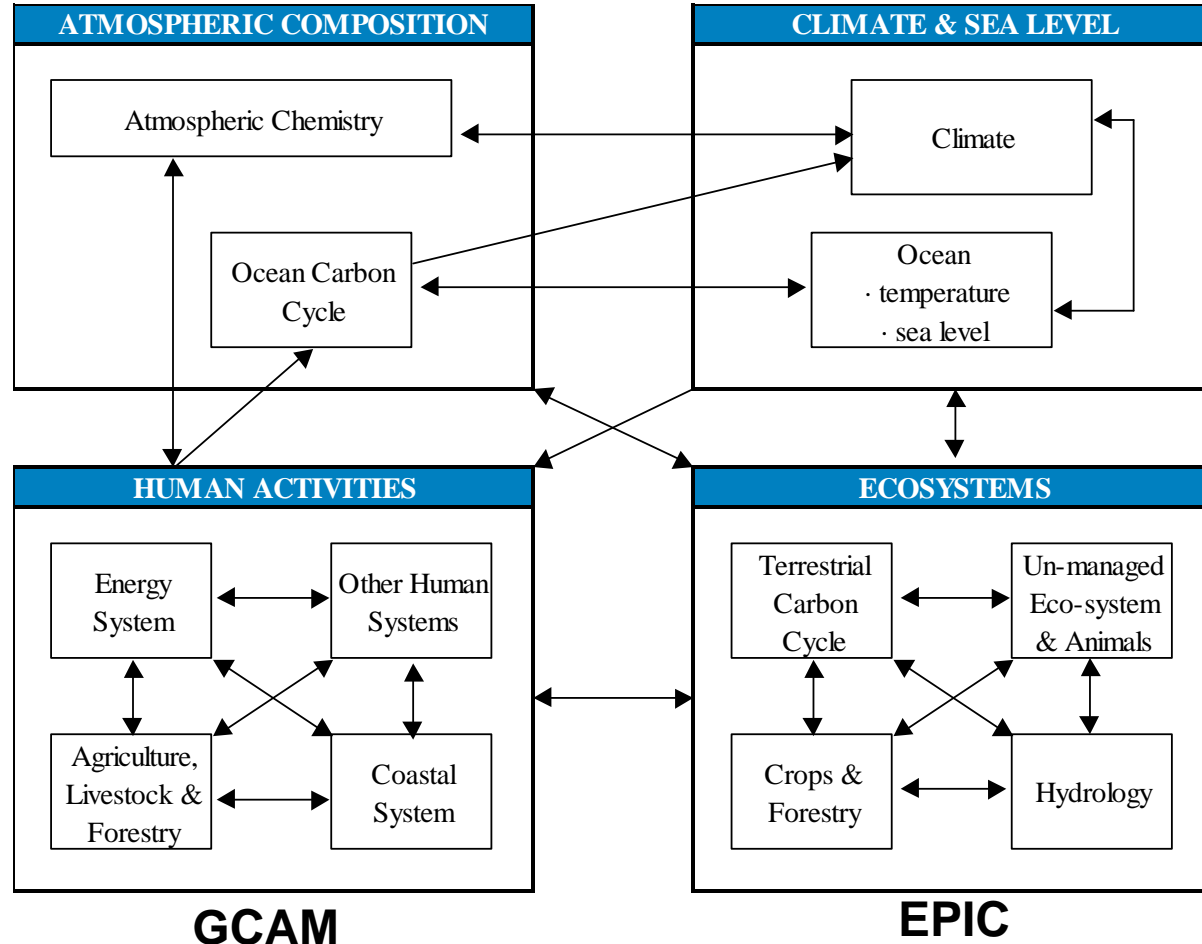 ATMOSPHERIC COMPOSITION
Atmospheric Chemistry
Ocean Carbon
Cycle
CLIMATE & SEA LEVEL
Climate
Ocean
· temperature
· sea level
HUMAN ACTIVITIES
Energy
System
Other Human
Systems
Agriculture,
Livestock &
Forestry
Coastal
System
GCAM
ECOSYSTEMS
Terrestrial
Carbon
Cycle
Un-managed
Eco-system
& Animals
Crops &
Forestry
Hydrology
EPIC